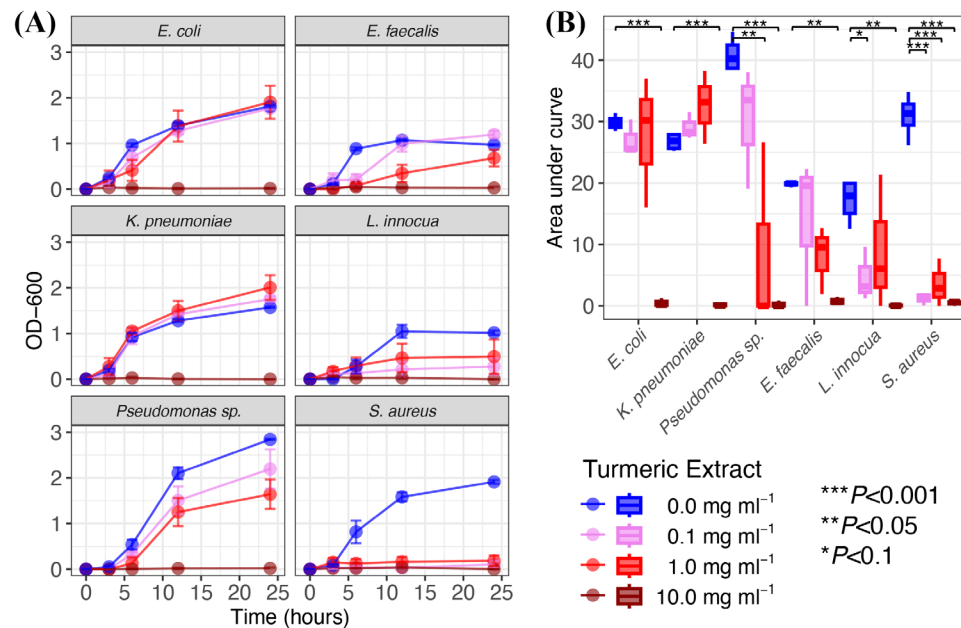 (A)
E. coli
E. faecalis
3
2
1
0
K. pneumoniae
L. innocua
3
2
1
0
Pseudomonas sp.
S. aureus
3
2
1
0
0 5 10 15 20 25 0 5 10 15 20 25
OD−600
Time (hours)
(B)
*** *** *** ** ** ***
** * ***
***
40
30
20
10
0
Area under curve
E. coli
K. pneumoniae
Pseudomonas sp.
E. faecalis
L. innocua
S. aureus
Turmeric Extract
0.0 mg ml⁻¹
0.1 mg ml⁻¹
1.0 mg ml⁻¹
10.0 mg ml⁻¹
***P<0.001
**P<0.05
*P<0.1